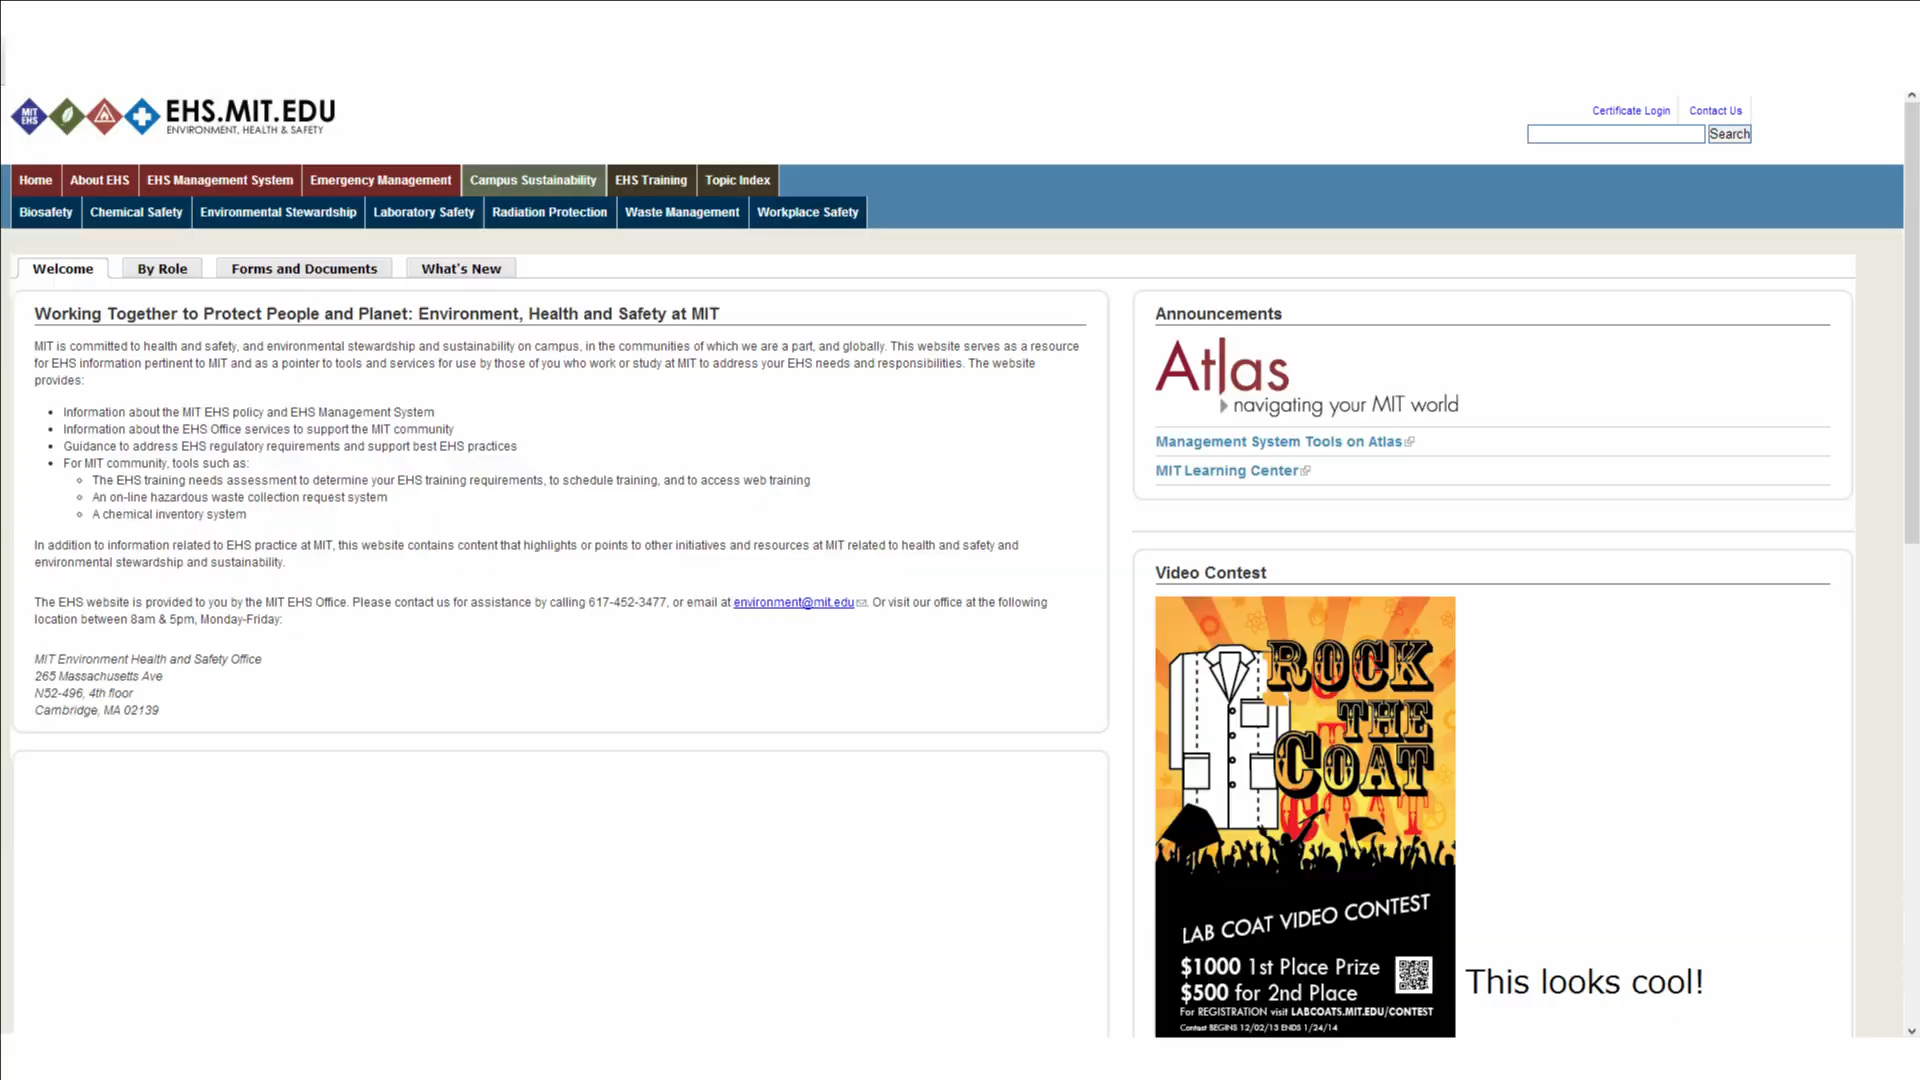 MIT
EHS
EHS.MIT.EDU
ENVIRONMENT, HEALTH & SAFETY
Certificate Login
Contact Us
Search
Home
About EHS
EHS Management System
Emergency Management
Campus Sustainability
EHS Training
Topic Index
Biosafety
Chemical Safety
Environmental Stewardship
Laboratory Safety
Radiation Protection
Waste Management
Workplace Safety
Welcome
By Role
Forms and Documents
What's New
Working Together to Protect People and Planet: Environment, Health and Safety at MIT
MIT is committed to health and safety, and environmental stewardship and sustainability on campus, in the communities of which we are a part, and globally. This website serves as a resource
for EHS information pertinent to MIT and as a pointer to tools and services for use by those of you who work or study at MIT to address your EHS needs and responsibilities. The website
provides:
Information about the MIT EHS policy and EHS Management System
Information about the EHS Office services to support the MIT community
Guidance to address EHS regulatory requirements and support best EHS practices
For MIT community, tools such as:
The EHS training needs assessment to determine your EHS training requirements, to schedule training, and to access web training
An on-line hazardous waste collection request system
A chemical inventory system
In addition to information related to EHS practice at MIT, this website contains content that highlights or points to other initiatives and resources at MIT related to health and safety and
environmental stewardship and sustainability.
The EHS website is provided to you by the MIT EHS Office. Please contact us for assistance by calling 617-452-3477, or email at environment@mit.edu. Or visit our office at the following
location between 8am & 5pm, Monday-Friday:
MIT Environment Health and Safety Office
265 Massachusetts Ave
N52-496, 4th floor
Cambridge, MA 02139
Announcements
Atlas
navigating your MIT world
Management System Tools on Atlas
MIT Learning Center
Video Contest
ROCK
THE
COAT
LAB COAT VIDEO CONTEST
$1000 1st Place Prize
$500 for 2nd Place
For REGISTRATION visit LABCOATS.MIT.EDU/CONTEST
Contest BEGINS 12/02/13 ENDS 1/24/14
This looks cool!